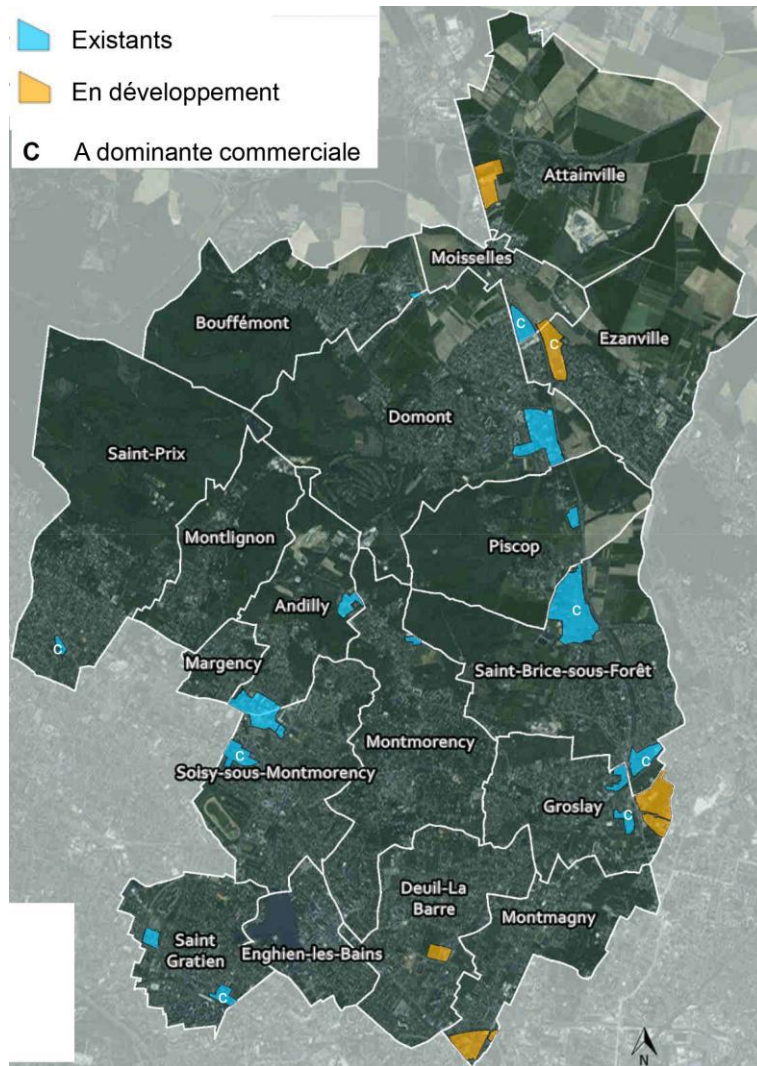 Existants
En développement
C A dominante commerciale
Attainville
Moisselles
Bouffémont
C
Ezanville
C
Domont
Saint-Prix
Montlignon
Piscop
Andilly
C
C
Margency
Saint-Brice-sous-Forêt
Montmorency
C
C
Soisy-sous-Montmorency
Groslay
C
Deuil-La
Barre
Montmagny
Saint
Gratien
Enghien-les-Bains
C
N